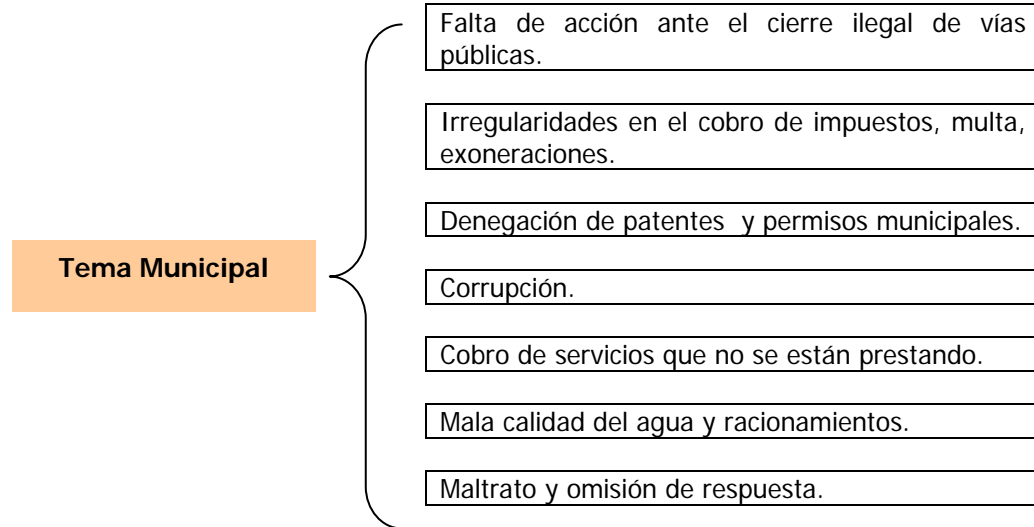 Falta de acción ante el cierre ilegal de vías
públicas.
Irregularidades en el cobro de impuestos, multa,
exoneraciones.
Denegación de patentes y permisos municipales.
Tema Municipal
Corrupción.
Cobro de servicios que no se están prestando.
Mala calidad del agua y racionamientos.
Maltrato y omisión de respuesta.